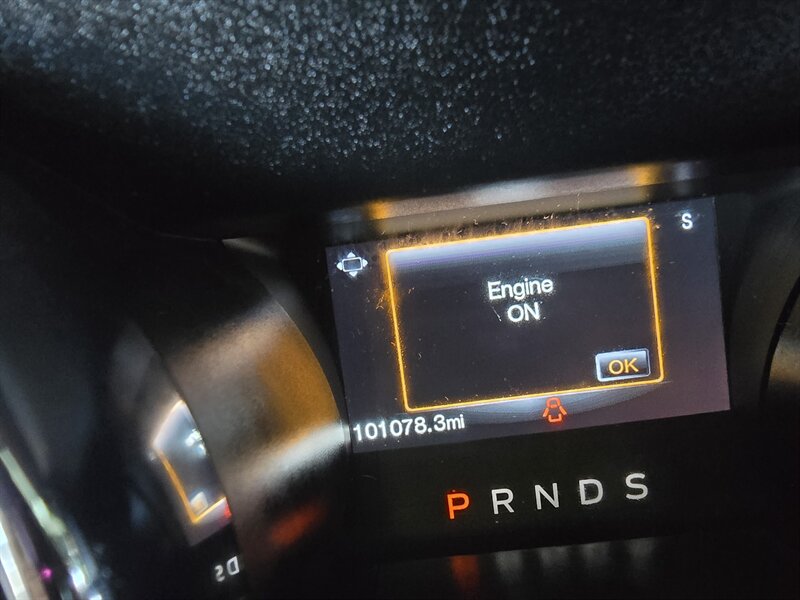 S
Engine
ON
OK
101078.3mi
P R N D S